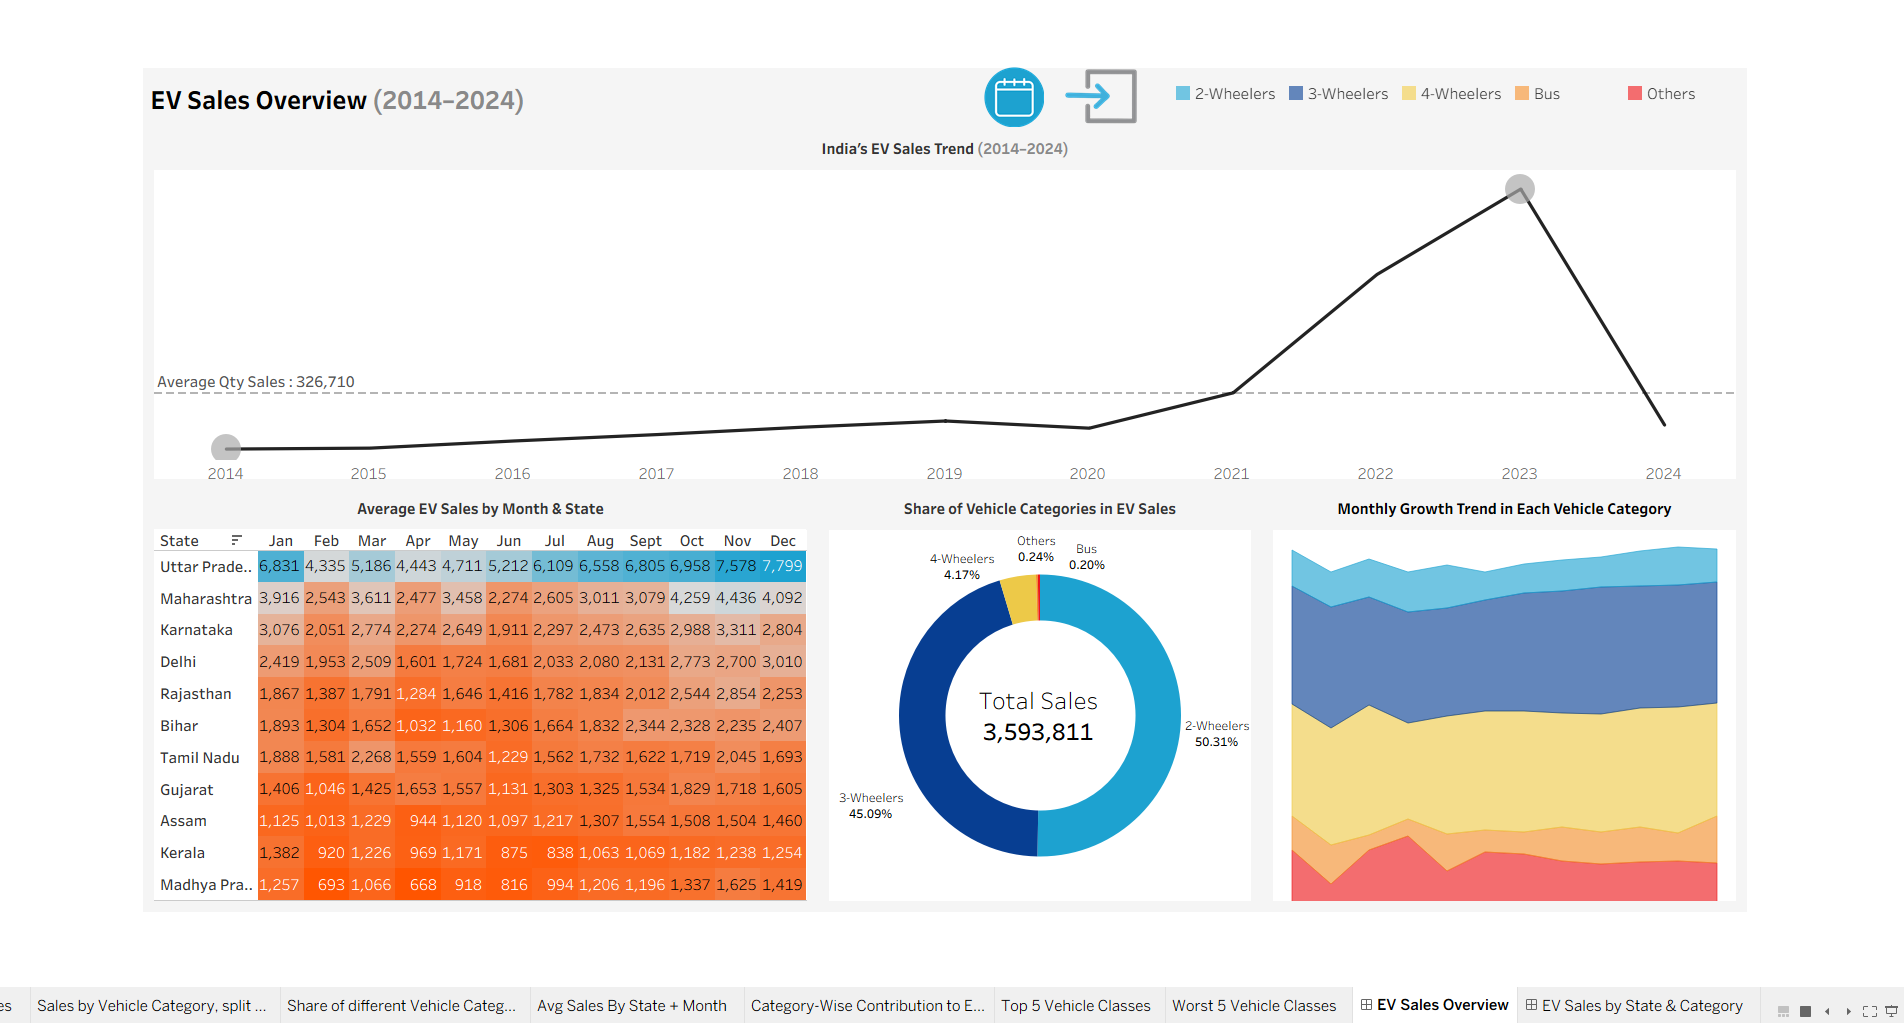 EV Sales Overview (2014–2024)
2-Wheelers 3-Wheelers 4-Wheelers Bus Others
India's EV Sales Trend (2014–2024)
Average Qty Sales : 326,710
2014 2015 2016 2017 2018 2019 2020 2021 2022 2023 2024
Average EV Sales by Month & State
State Jan Feb Mar Apr May Jun Jul Aug Sept Oct Nov Dec
Uttar Prade.. 6,831 4,335 5,186 4,443 4,711 5,212 6,109 6,558 6,805 6,958 7,578 7,799
Maharashtra 3,916 2,543 3,611 2,477 3,458 2,274 2,605 3,011 3,079 4,259 4,436 4,092
Karnataka 3,076 2,051 2,774 2,274 2,649 1,911 2,297 2,473 2,635 2,988 3,311 2,804
Delhi 2,419 1,953 2,509 1,601 1,724 1,681 2,033 2,080 2,131 2,773 2,700 3,010
Rajasthan 1,867 1,387 1,791 1,284 1,646 1,416 1,782 1,834 2,012 2,544 2,854 2,253
Bihar 1,893 1,304 1,652 1,032 1,160 1,306 1,664 1,832 2,344 2,328 2,235 2,407
Tamil Nadu 1,888 1,581 2,268 1,559 1,604 1,229 1,562 1,732 1,622 1,719 2,045 1,693
Gujarat 1,406 1,046 1,425 1,653 1,557 1,131 1,303 1,325 1,534 1,829 1,718 1,605
Assam 1,125 1,013 1,229 944 1,120 1,097 1,217 1,307 1,554 1,508 1,504 1,460
Kerala 1,382 920 1,226 969 1,171 875 838 1,063 1,069 1,182 1,238 1,254
Madhya Pra.. 1,257 693 1,066 668 918 816 994 1,206 1,196 1,337 1,625 1,419
Share of Vehicle Categories in EV Sales
Others
0.24%
Bus
0.20%
4-Wheelers
4.17%
Total Sales
3,593,811
2-Wheelers
50.31%
3-Wheelers
45.09%
Monthly Growth Trend in Each Vehicle Category
es Sales by Vehicle Category, split ... Share of different Vehicle Categ... Avg Sales By State + Month Category-Wise Contribution to E... Top 5 Vehicle Classes Worst 5 Vehicle Classes EV Sales Overview EV Sales by State & Category